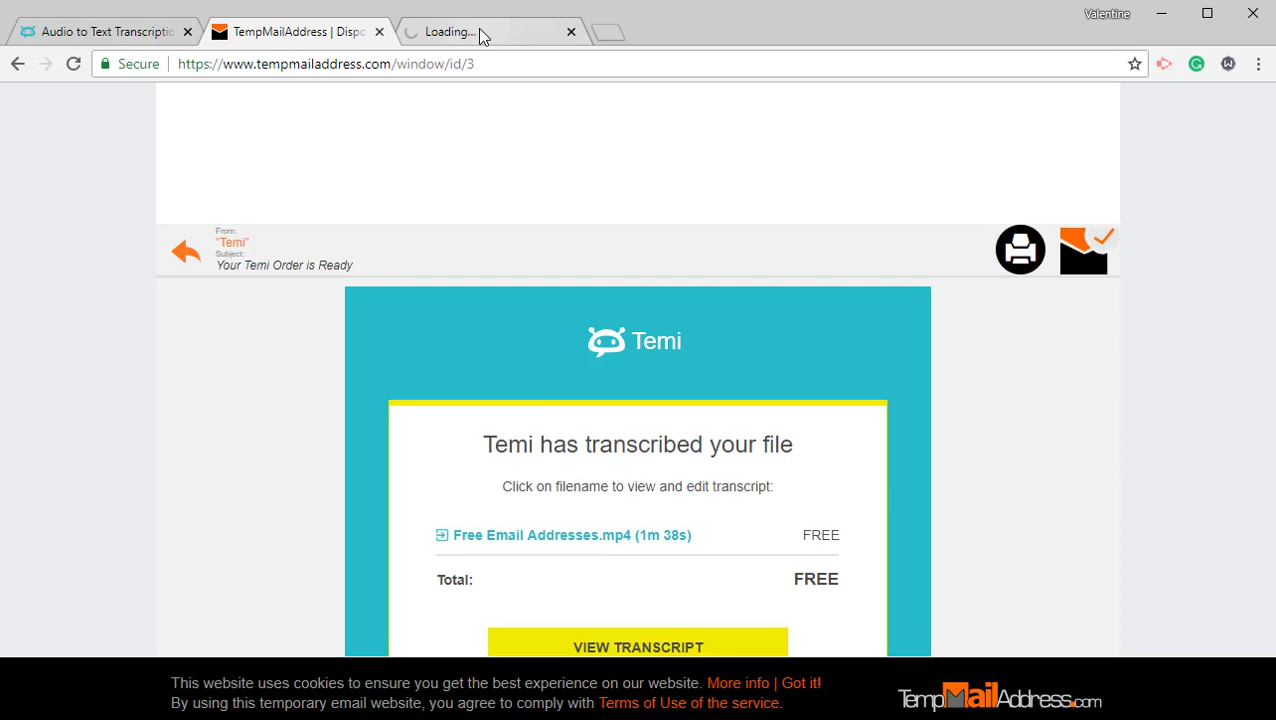 Valentine
Audio to Text Transcriptio
TempMailAddress | Dispo
Loading...
Secure
https://www.tempmailaddress.com/window/id/3
From:
"Temi"
Subject:
Your Temi Order is Ready
Temi
Temi has transcribed your file
Click on filename to view and edit transcript:
Free Email Addresses.mp4 (1m 38s) FREE
Total: FREE
VIEW TRANSCRIPT
This website uses cookies to ensure you get the best experience on our website. More info | Got it!
By using this temporary email website, you agree to comply with Terms of Use of the service.
TempMailAddress.com